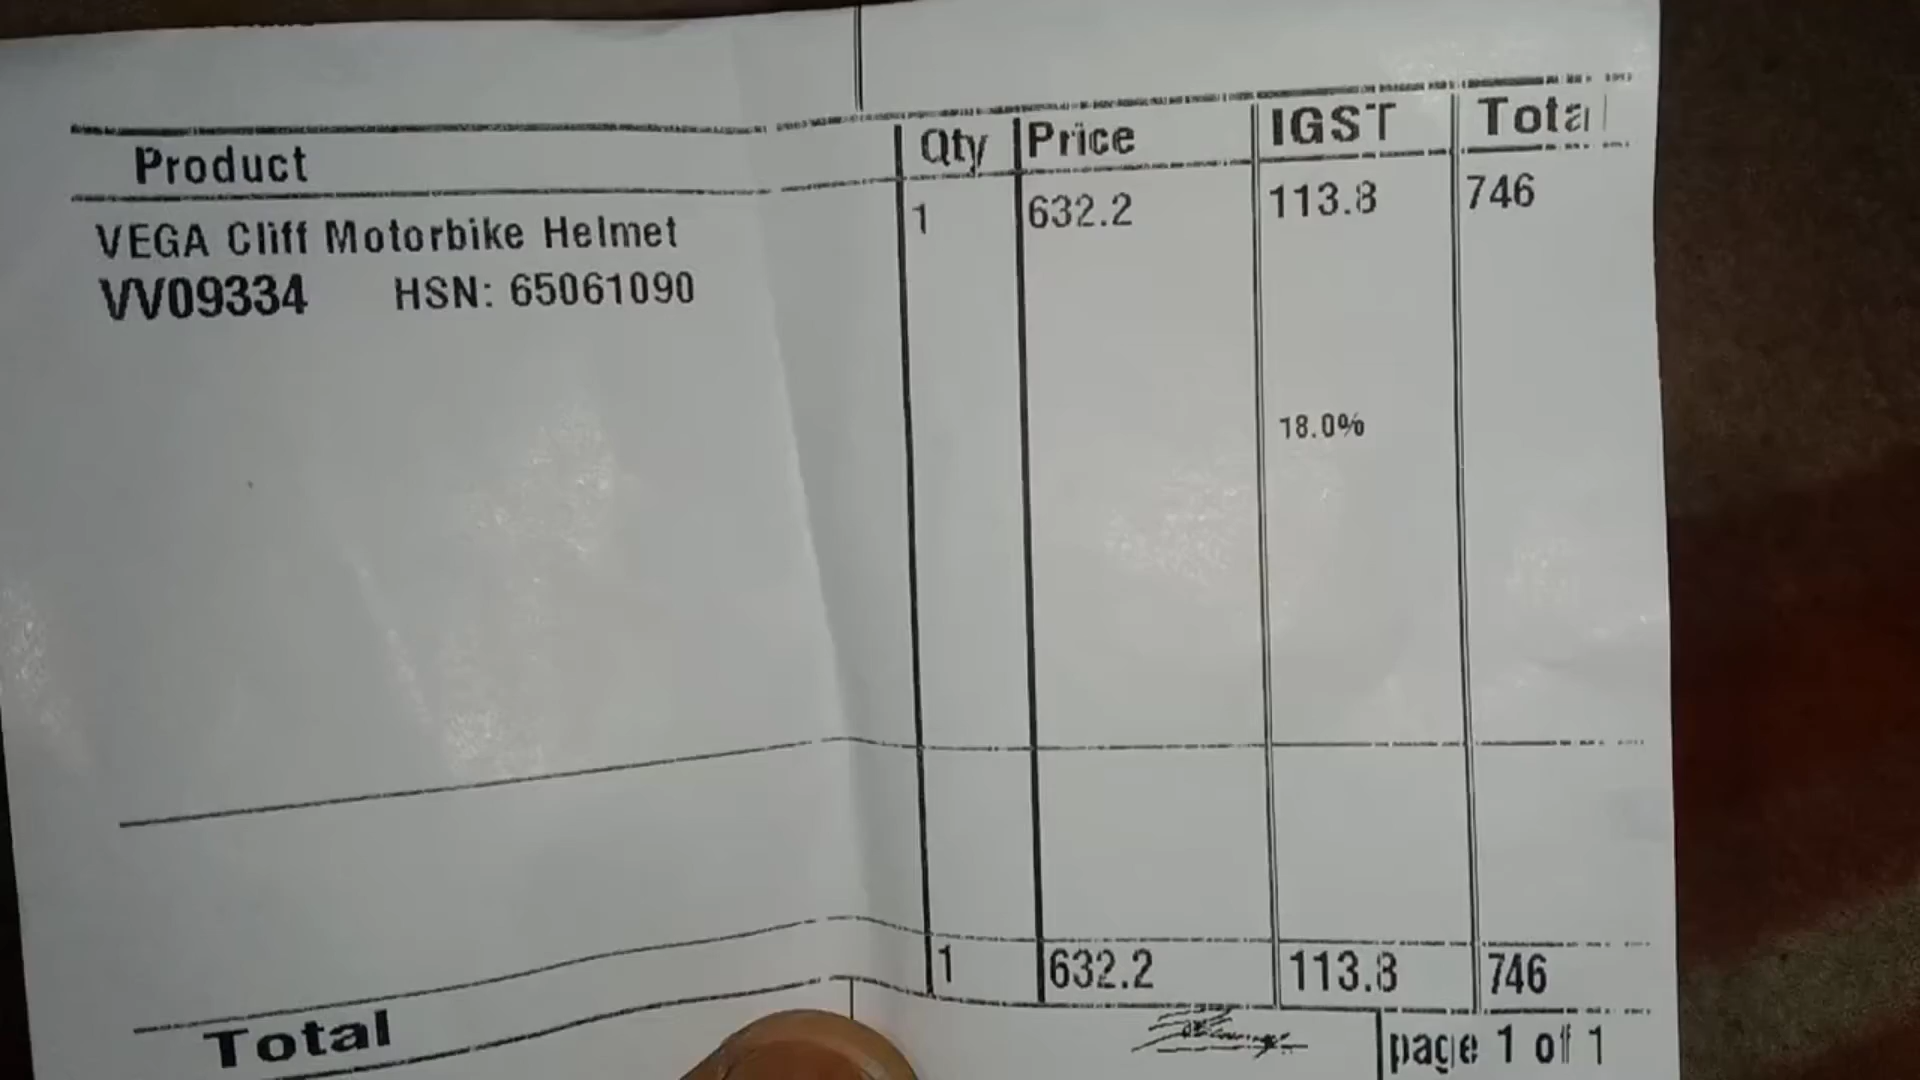 Product Qty Price IGST Total
VEGA Cliff Motorbike Helmet 1 632.2 113.8 746
VV09334 HSN: 65061090
18.0%
Total 1 632.2 113.8 746
page 1 of 1